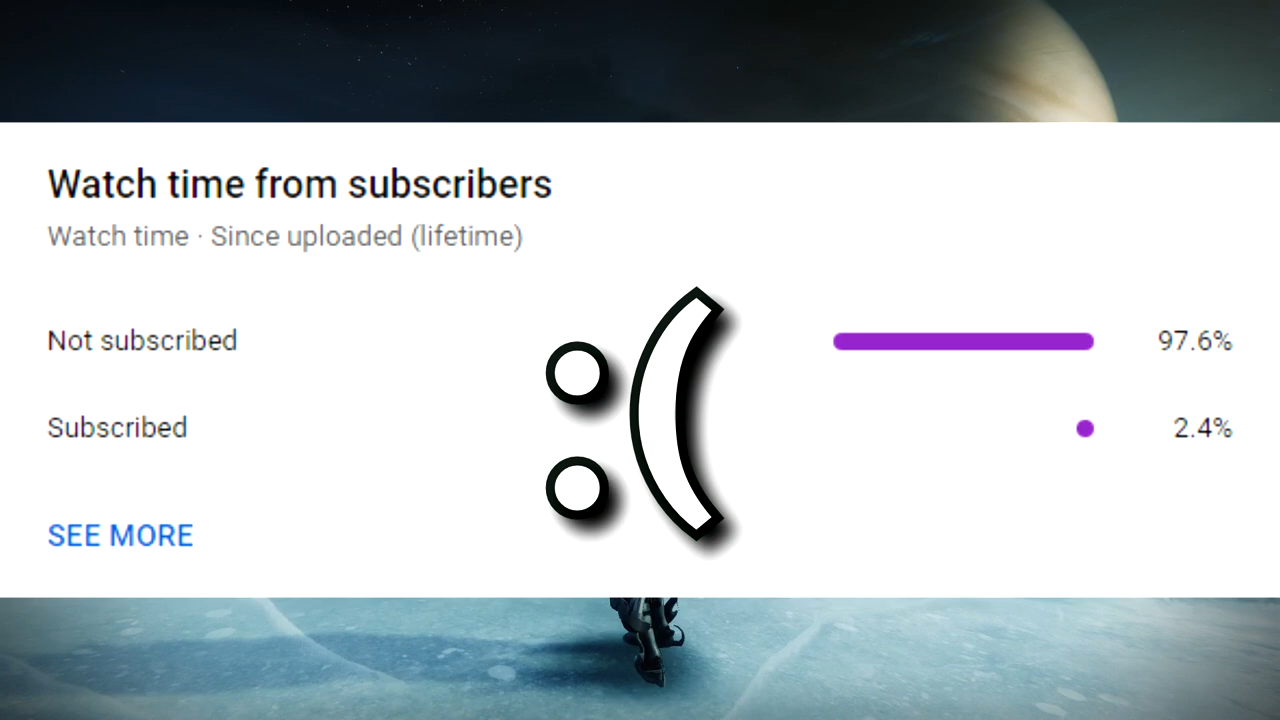 Watch time from subscribers
Watch time · Since uploaded (lifetime)
Not subscribed 97.6%
:(
Subscribed 2.4%
SEE MORE